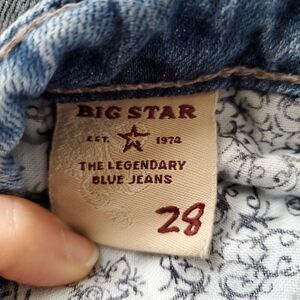 BIG STAR
EST. 1974
THE LEGENDARY
BLUE JEANS
28